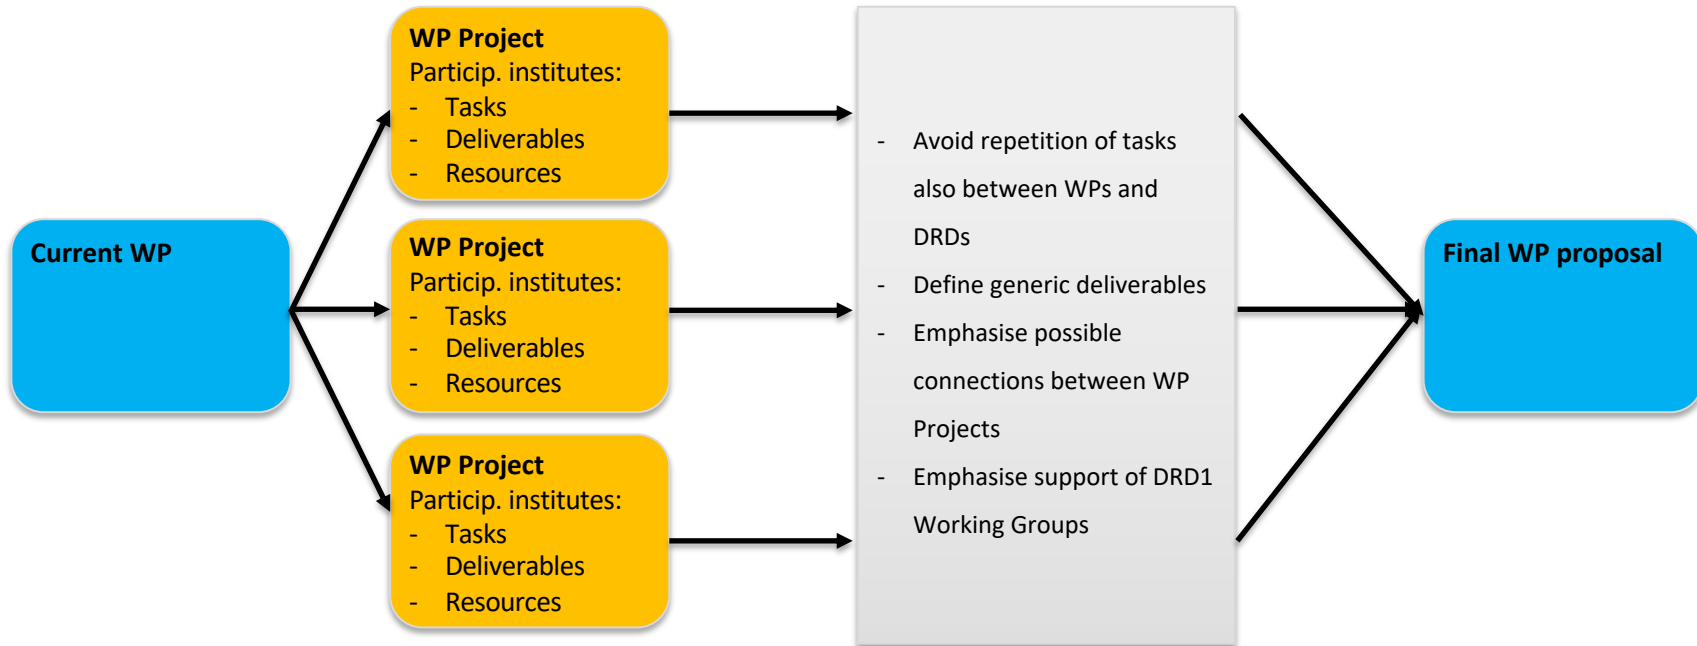 Current WP
WP Project
Particip. institutes:
- Tasks
- Deliverables
- Resources
WP Project
Particip. institutes:
- Tasks
- Deliverables
- Resources
WP Project
Particip. institutes:
- Tasks
- Deliverables
- Resources
- Avoid repetition of tasks
also between WPs and
DRDs
- Define generic deliverables
- Emphasise possible
connections between WP
Projects
- Emphasise support of DRD1
Working Groups
Final WP proposal